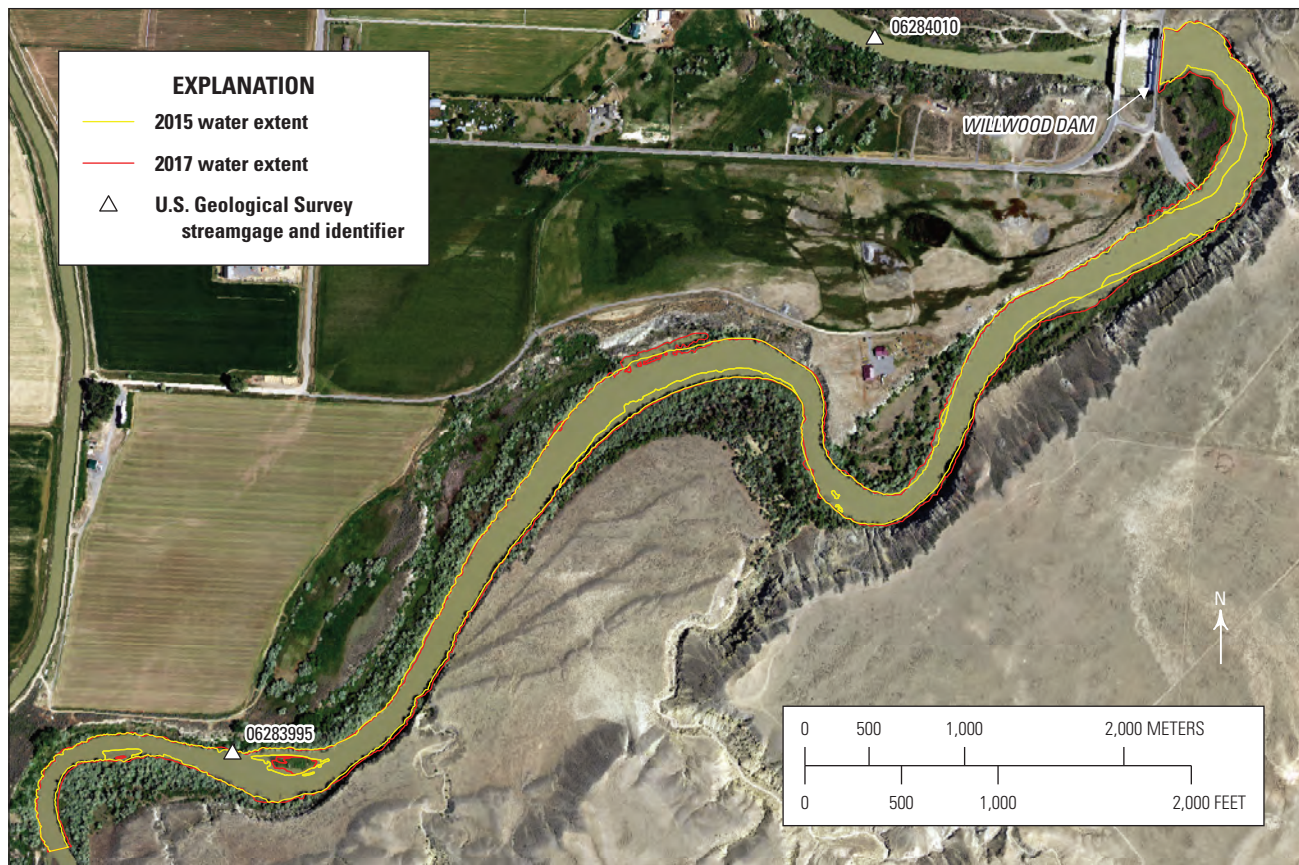 06284010
EXPLANATION
2015 water extent
2017 water extent
U.S. Geological Survey
streamgage and identifier
WILLWOOD DAM
06283995
N
0 500 1,000 2,000 METERS
0 500 1,000 2,000 FEET